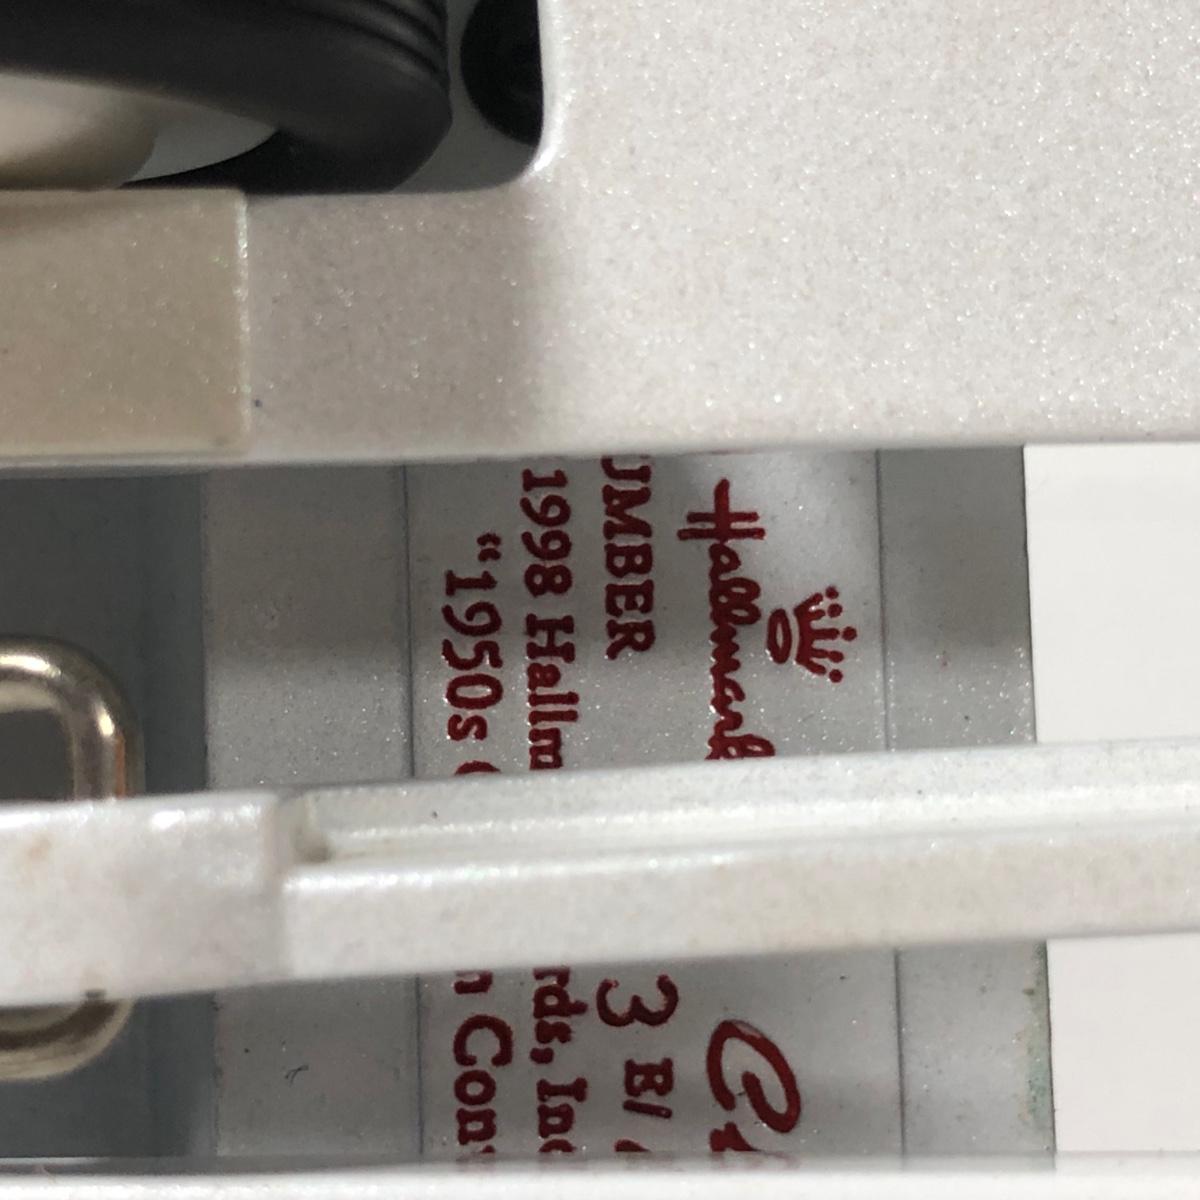 Hallmark
UMBER 3 E/
1998 Hallm rds, Inc
"1950s n Con